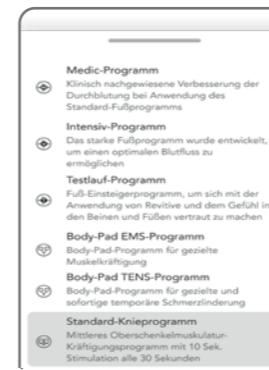 Medic-Programm
Klinisch nachgewiesene Verbesserung der
Durchblutung bei Anwendung des
Standard-Fußprogramms
Intensiv-Programm
Das starke Fußprogramm wurde entwickelt,
um einen optimalen Blutfluss zu
ermöglichen
Testlauf-Programm
Fuß-Einsteigerprogramm, um sich mit der
Anwendung von Revitive und dem Gefühl in
den Beinen und Füßen vertraut zu machen
Body-Pad EMS-Programm
Body-Pad-Programm für gezielte
Muskelkräftigung
Body-Pad TENS-Programm
Body-Pad-Programm für gezielte und
sofortige temporäre Schmerzlinderung
Standard-Knieprogramm
Mittleres Oberschenkelmuskulatur-
Kräftigungsprogramm mit 10 Sek.
Stimulation alle 30 Sekunden